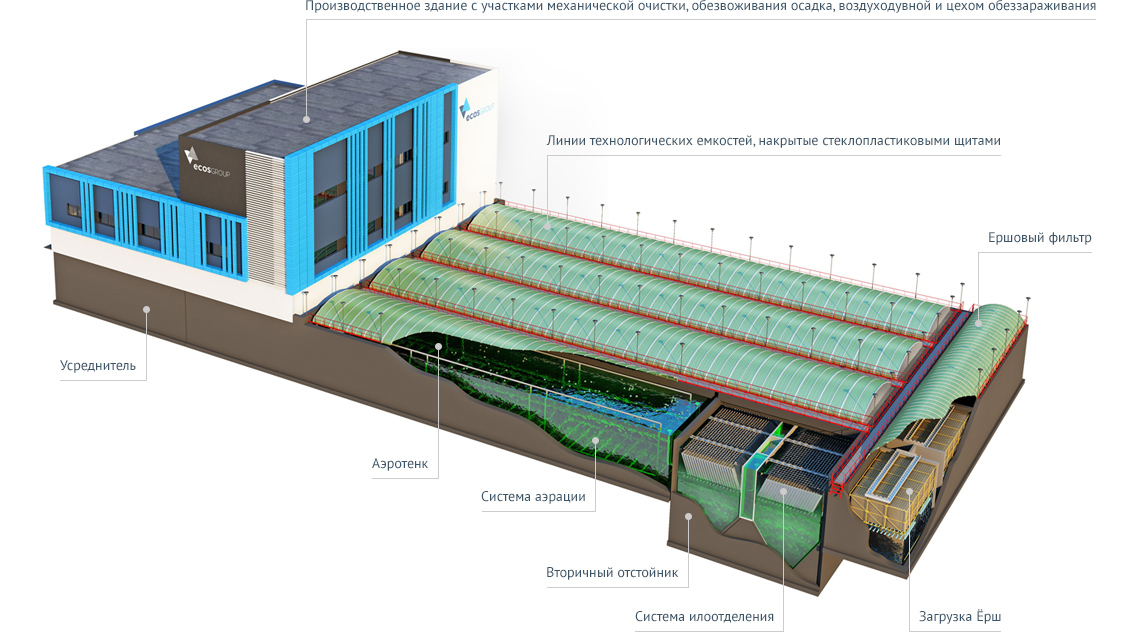 Производственное здание с участками механической очистки, обезвоживания осадка, воздуходувной и цехом обеззараживания
ecosGROUP
ecosGROUP
Линии технологических емкостей, накрытые стеклопластиковыми щитами
Ершовый фильтр
Усреднитель
Аэротенк
Система аэрации
Вторичный отстойник
Система илоотделения
Загрузка Ёрш